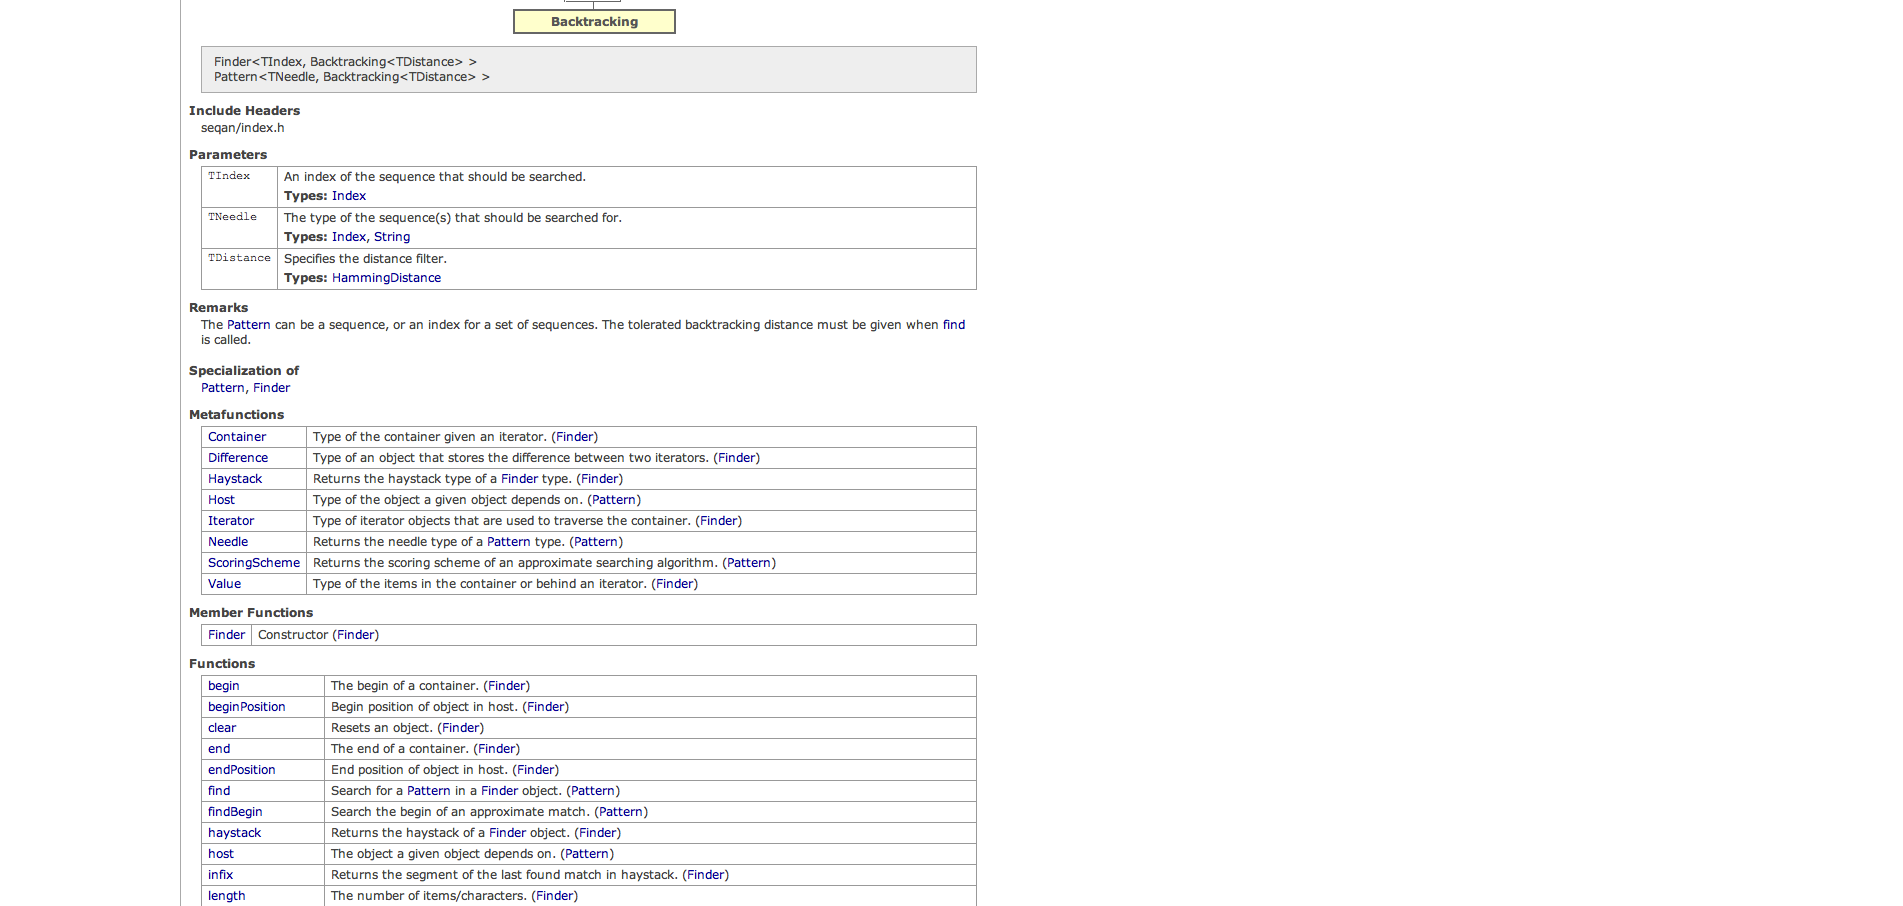 Backtracking
Finder<TIndex, Backtracking<TDistance> >
Pattern<TNeedle, Backtracking<TDistance> >
Include Headers
seqan/index.h
Parameters
TIndex An index of the sequence that should be searched.
Types: Index
TNeedle The type of the sequence(s) that should be searched for.
Types: Index, String
TDistance Specifies the distance filter.
Types: HammingDistance
Remarks
The Pattern can be a sequence, or an index for a set of sequences. The tolerated backtracking distance must be given when find
is called.
Specialization of
Pattern, Finder
Metafunctions
Container Type of the container given an iterator. (Finder)
Difference Type of an object that stores the difference between two iterators. (Finder)
Haystack Returns the haystack type of a Finder type. (Finder)
Host Type of the object a given object depends on. (Pattern)
Iterator Type of iterator objects that are used to traverse the container. (Finder)
Needle Returns the needle type of a Pattern type. (Pattern)
ScoringScheme Returns the scoring scheme of an approximate searching algorithm. (Pattern)
Value Type of the items in the container or behind an iterator. (Finder)
Member Functions
Finder Constructor (Finder)
Functions
begin The begin of a container. (Finder)
beginPosition Begin position of object in host. (Finder)
clear Resets an object. (Finder)
end The end of a container. (Finder)
endPosition End position of object in host. (Finder)
find Search for a Pattern in a Finder object. (Pattern)
findBegin Search the begin of an approximate match. (Pattern)
haystack Returns the haystack of a Finder object. (Finder)
host The object a given object depends on. (Pattern)
infix Returns the segment of the last found match in haystack. (Finder)
length The number of items/characters. (Finder)